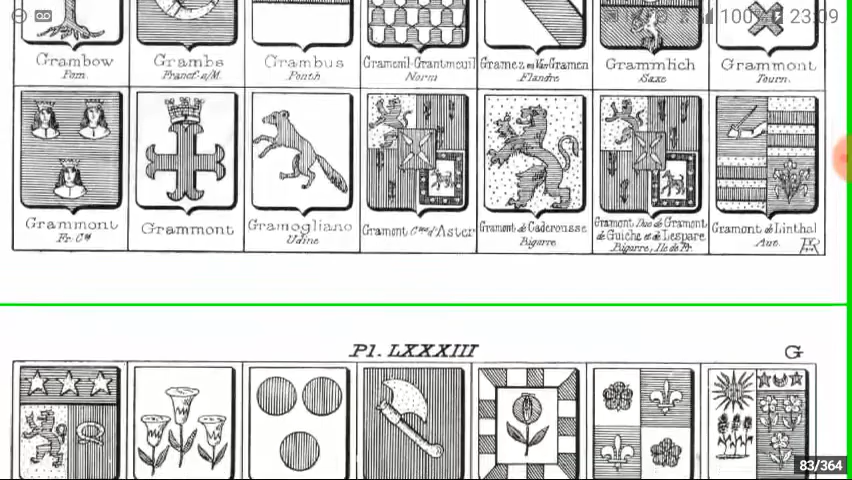 100% 23:09
Grambow
Pom.
Grambs
Francf. s/M.
Grambus
Ponth
Gramenil-Grantmeuil
Norm
Gramez ou Van Gramen
Flandre
Grammlich
Saxe
Grammont
Tourn.
Grammont
Fr. Cté
Grammont
Gramogliano
Udine
Gramont Cte d'Aster
Gramont de Caderousse
Bigorre
Gramont Duc de Gramont
de Guiche et de Lespare
Bigorre, Ile de Fr.
Gramont de Linthal
Aut.
Pl. LXXXIII
G
83/364